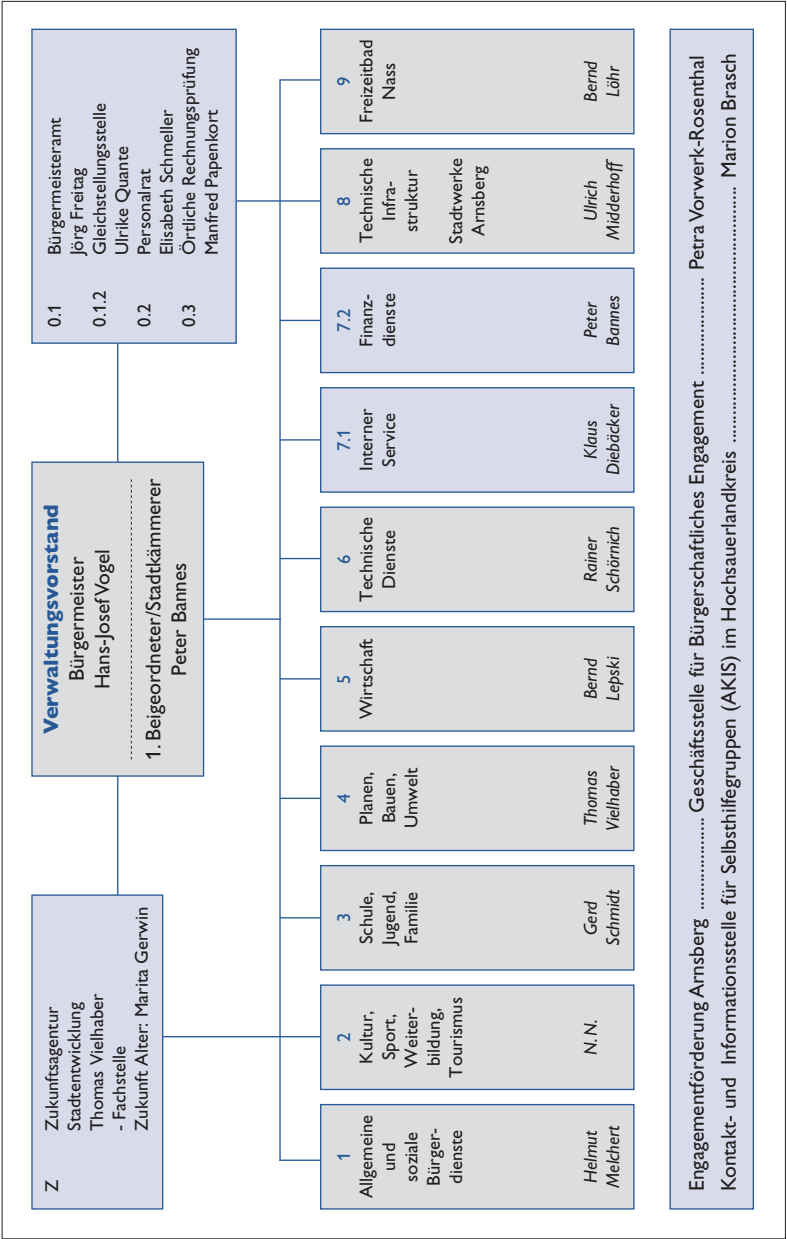 Z Zukunftsagentur
Stadtentwicklung
Thomas Vielhaber
- Fachstelle
Zukunft Alter: Marita Gerwin
Verwaltungsvorstand
Bürgermeister
Hans-Josef Vogel
1. Beigeordneter/Stadtkämmerer
Peter Bannes
0.1 Bürgermeisteramt
Jörg Freitag
0.1.2 Gleichstellungsstelle
Ulrike Quante
0.2 Personalrat
Elisabeth Schmeller
0.3 Örtliche Rechnungsprüfung
Manfred Papenkort
1
Allgemeine
und
soziale
Bürger-
dienste
Helmut
Melchert
2
Kultur,
Sport,
Weiter-
bildung,
Tourismus
N.N.
3
Schule,
Jugend,
Familie
Gerd
Schmidt
4
Planen,
Bauen,
Umwelt
Thomas
Vielhaber
5
Wirtschaft
Bernd
Lepski
6
Technische
Dienste
Rainer
Schörnich
7.1
Interner
Service
Klaus
Diebäcker
7.2
Finanz-
dienste
Peter
Bannes
8
Technische
Infra-
struktur
Stadtwerke
Arnsberg
Ulrich
Midderhoff
9
Freizeitbad
Nass
Bernd
Löhr
Engagementförderung Arnsberg .................. Geschäftsstelle für Bürgerschaftliches Engagement .................. Petra Vorwerk-Rosenthal
Kontakt- und Informationsstelle für Selbsthilfegruppen (AKIS) im Hochsauerlandkreis .................................................. Marion Brasch